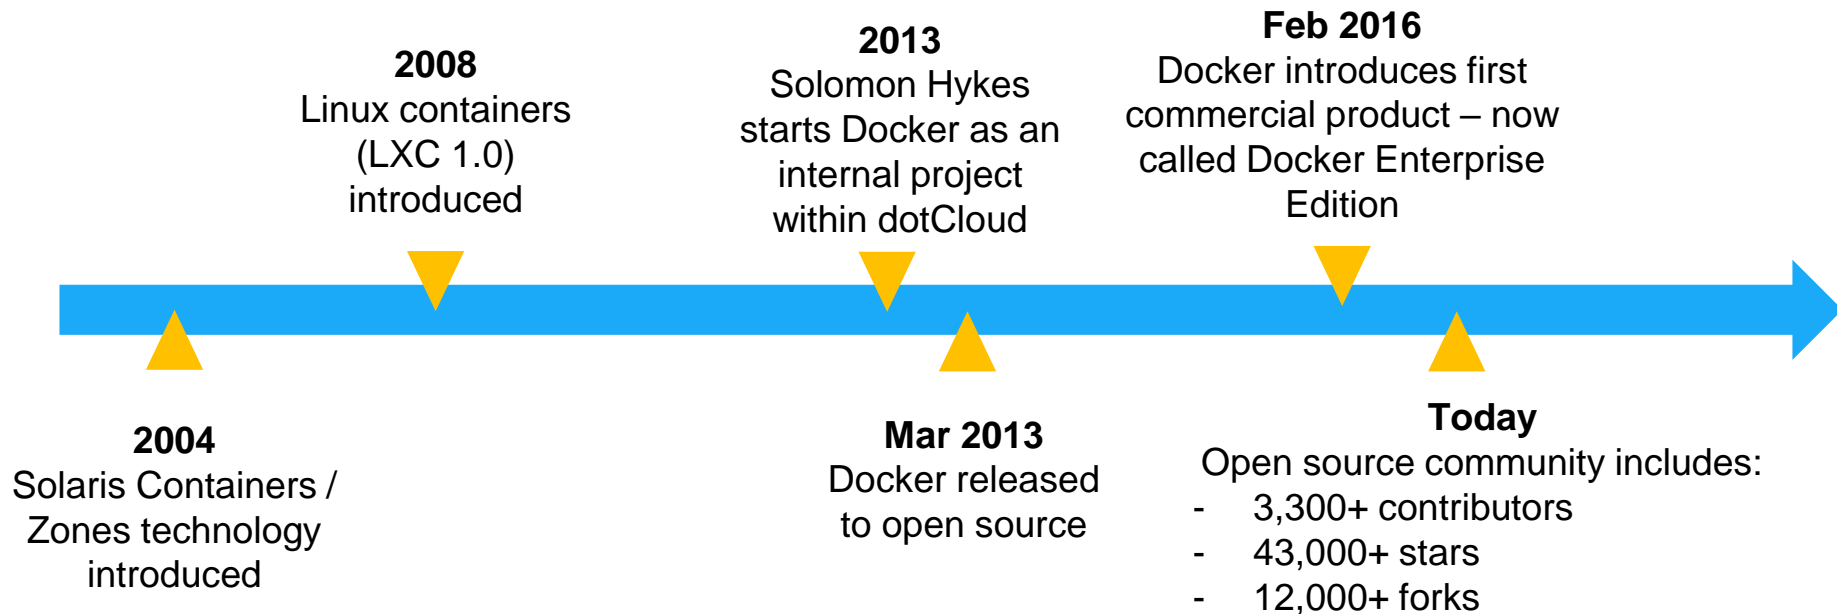 2008
Linux containers
(LXC 1.0)
introduced
2013
Solomon Hykes
starts Docker as an
internal project
within dotCloud
Feb 2016
Docker introduces first
commercial product – now
called Docker Enterprise
Edition
2004
Solaris Containers /
Zones technology
introduced
Mar 2013
Docker released
to open source
Today
Open source community includes:
- 3,300+ contributors
- 43,000+ stars
- 12,000+ forks